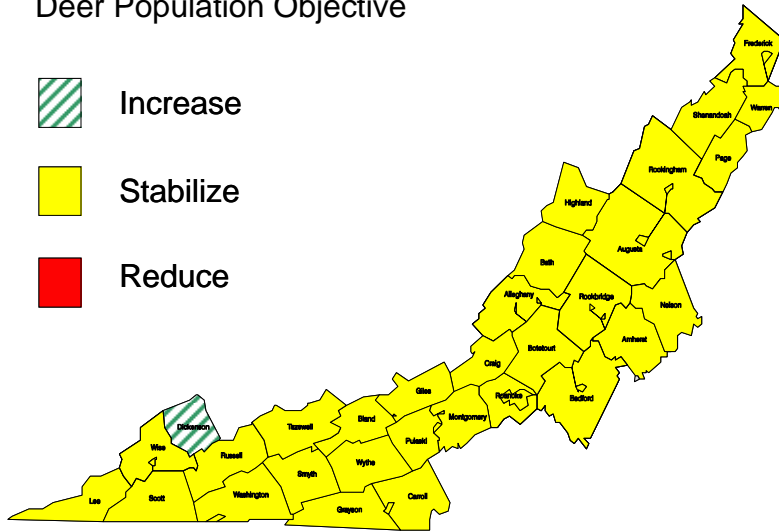 Deer Population Objective
Increase
Stabilize
Reduce
Frederick
Shenandoah
Warren
Page
Rockingham
Highland
Augusta
Bath
Alleghany
Rockbridge
Nelson
Amherst
Botetourt
Craig
Roanoke
Bedford
Giles
Montgomery
Bland
Pulaski
Tazewell
Dickenson
Wise
Russell
Wythe
Smyth
Lee
Scott
Washington
Grayson
Carroll